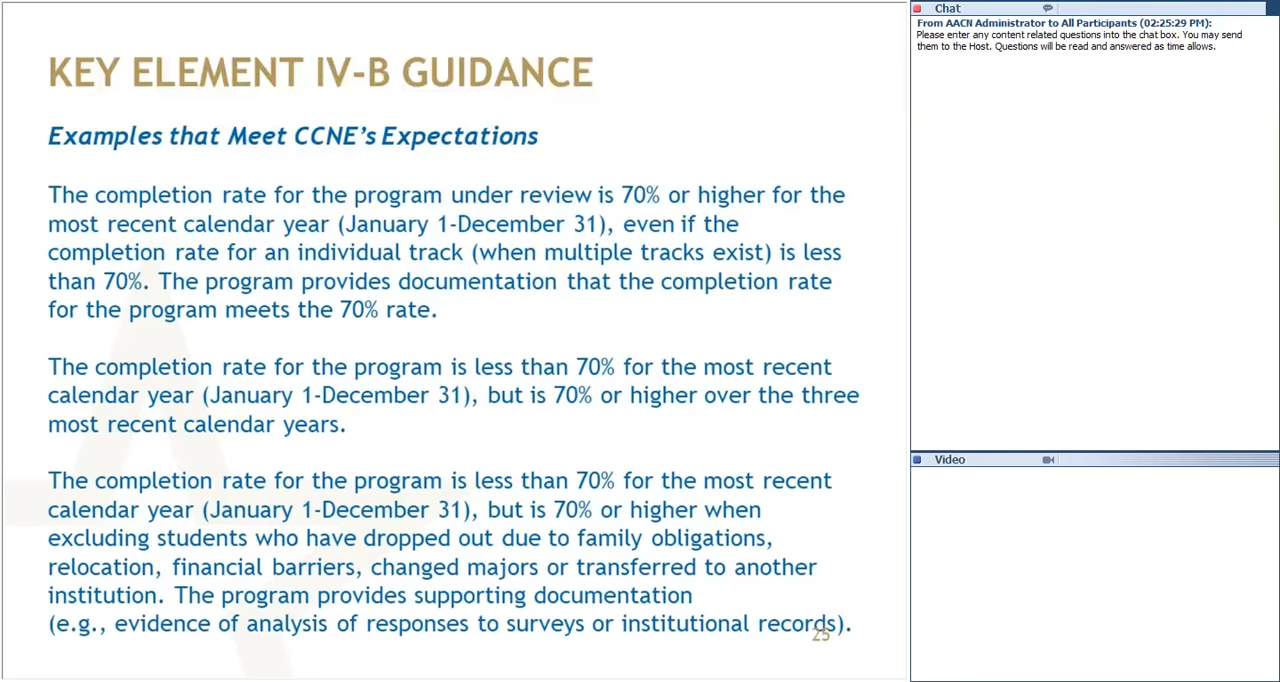 KEY ELEMENT IV-B GUIDANCE
Examples that Meet CCNE's Expectations
The completion rate for the program under review is 70% or higher for the
most recent calendar year (January 1-December 31), even if the
completion rate for an individual track (when multiple tracks exist) is less
than 70%. The program provides documentation that the completion rate
for the program meets the 70% rate.
The completion rate for the program is less than 70% for the most recent
calendar year (January 1-December 31), but is 70% or higher over the three
most recent calendar years.
The completion rate for the program is less than 70% for the most recent
calendar year (January 1-December 31), but is 70% or higher when
excluding students who have dropped out due to family obligations,
relocation, financial barriers, changed majors or transferred to another
institution. The program provides supporting documentation
(e.g., evidence of analysis of responses to surveys or institutional records).
25
Chat
From AACN Administrator to All Participants (02:25:29 PM):
Please enter any content related questions into the chat box. You may send
them to the Host. Questions will be read and answered as time allows.
Video